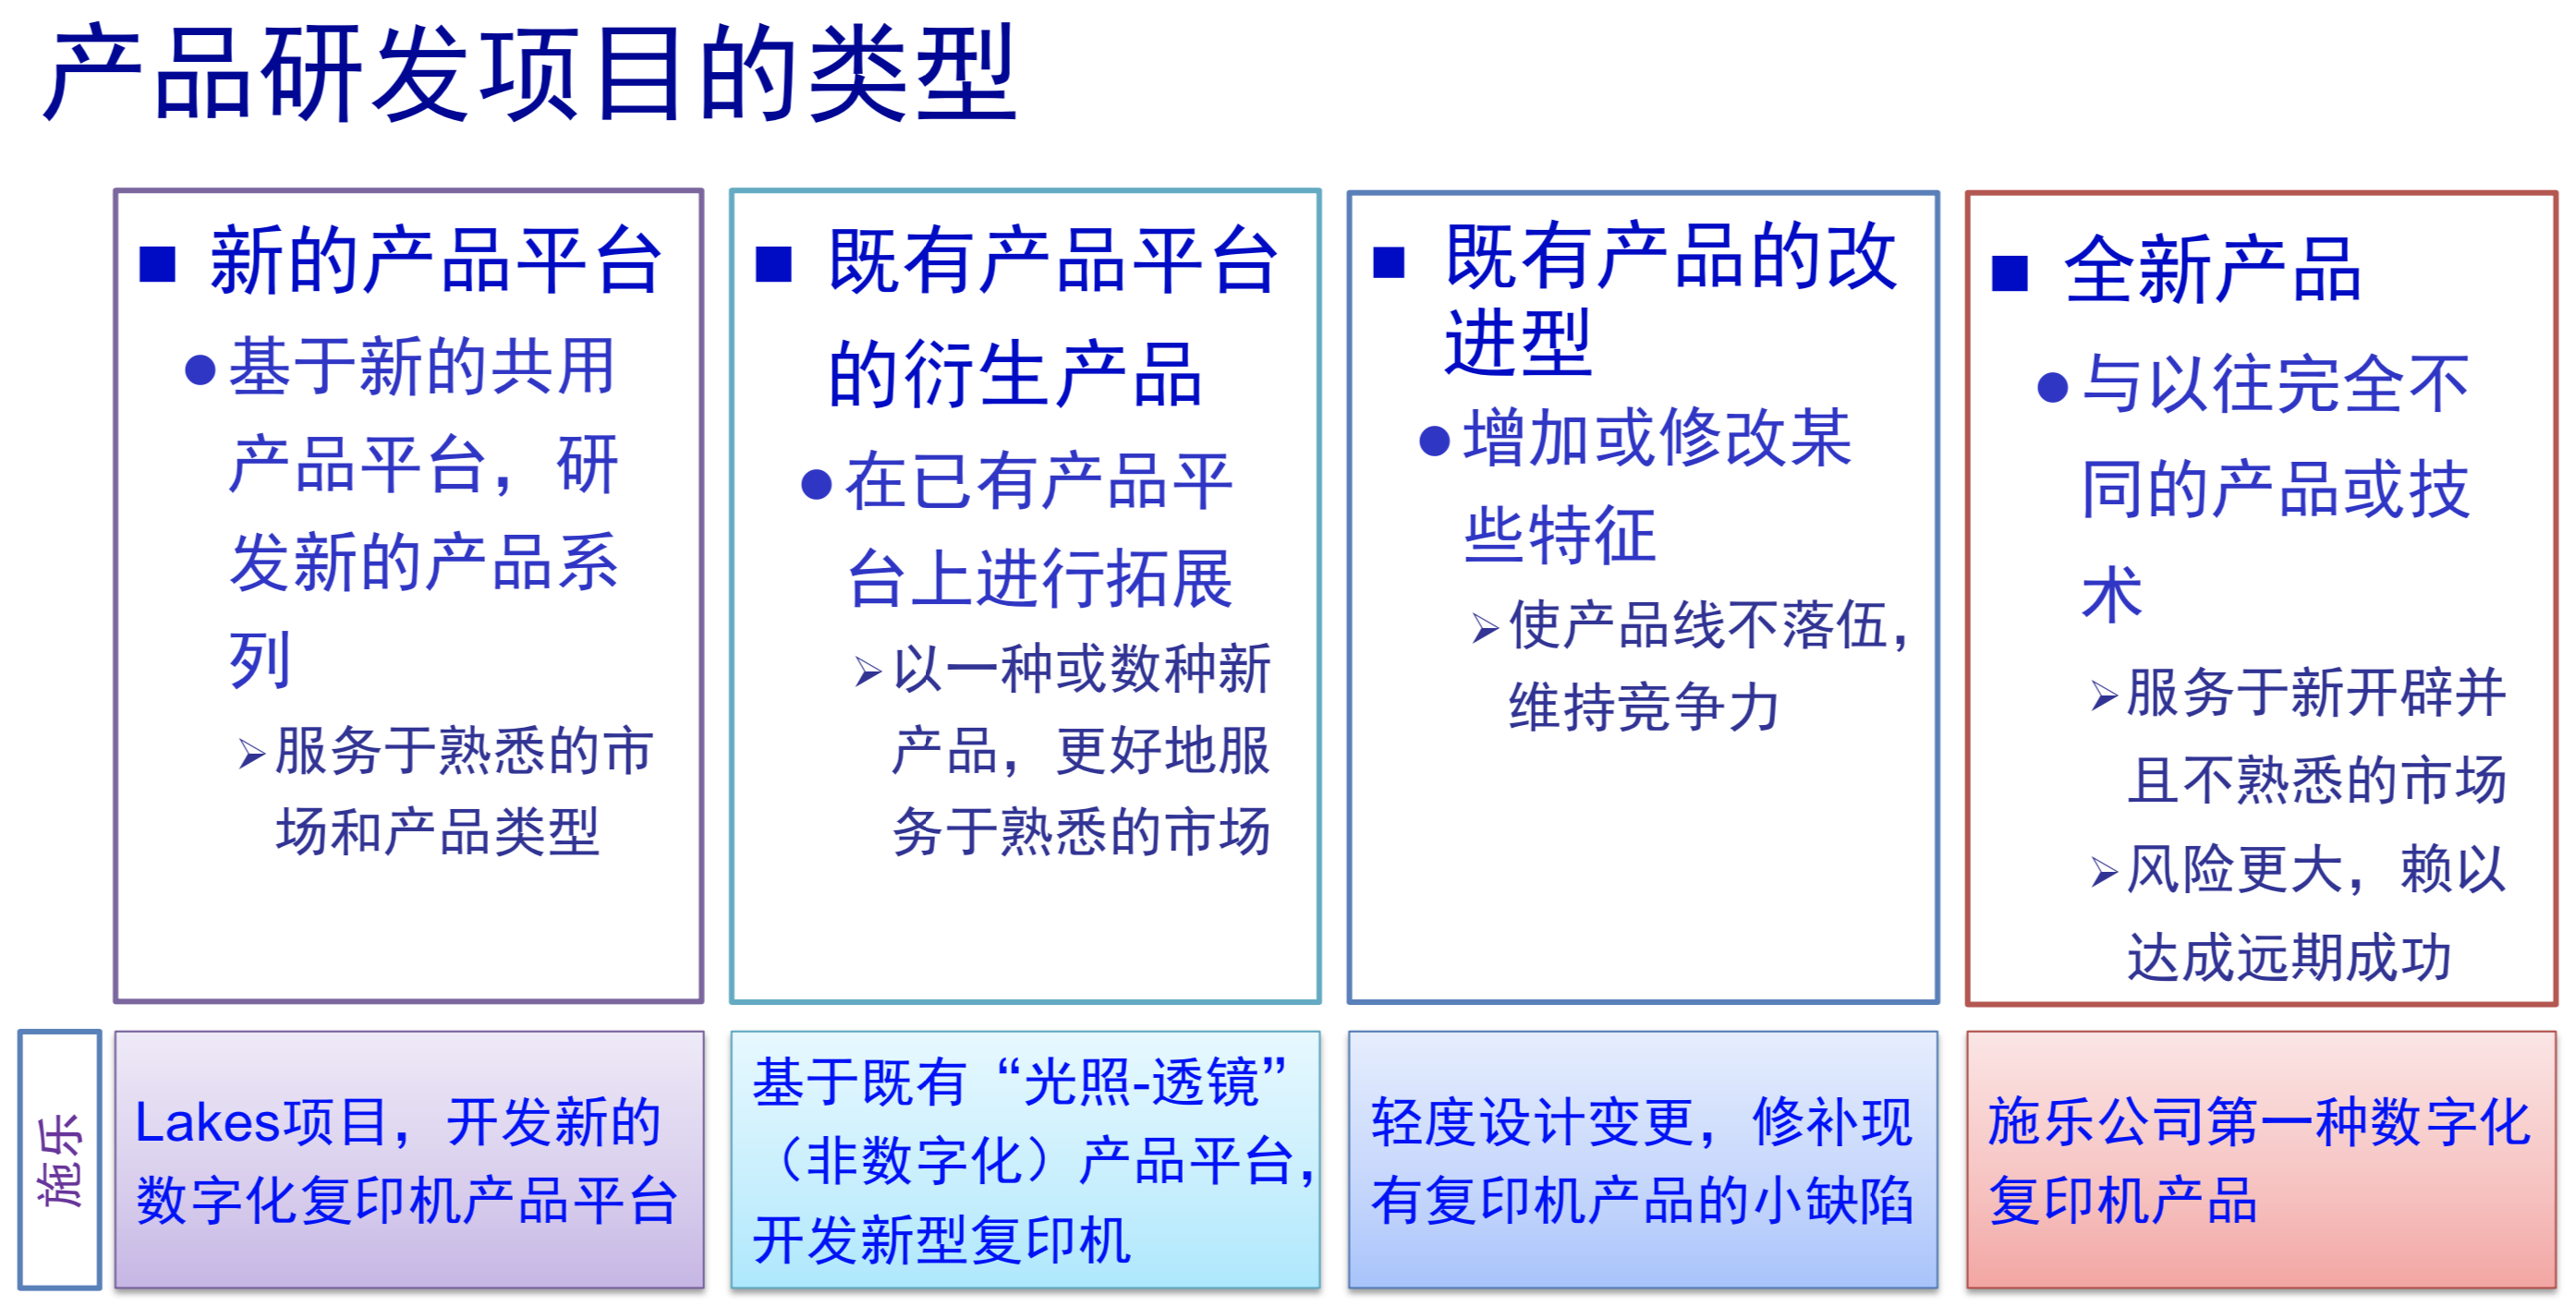 产品研发项目的类型
■ 新的产品平台
●基于新的共用
产品平台，研
发新的产品系
列
➢服务于熟悉的市
场和产品类型
■ 既有产品平台
的衍生产品
●在已有产品平
台上进行拓展
➢以一种或数种新
产品，更好地服
务于熟悉的市场
■ 既有产品的改
进型
●增加或修改某
些特征
➢使产品线不落伍，
维持竞争力
■ 全新产品
●与以往完全不
同的产品或技
术
➢服务于新开辟并
且不熟悉的市场
➢风险更大，赖以
达成远期成功
施乐
Lakes项目，开发新的
数字化复印机产品平台
基于既有“光照-透镜”
（非数字化）产品平台，
开发新型复印机
轻度设计变更，修补现
有复印机产品的小缺陷
施乐公司第一种数字化
复印机产品